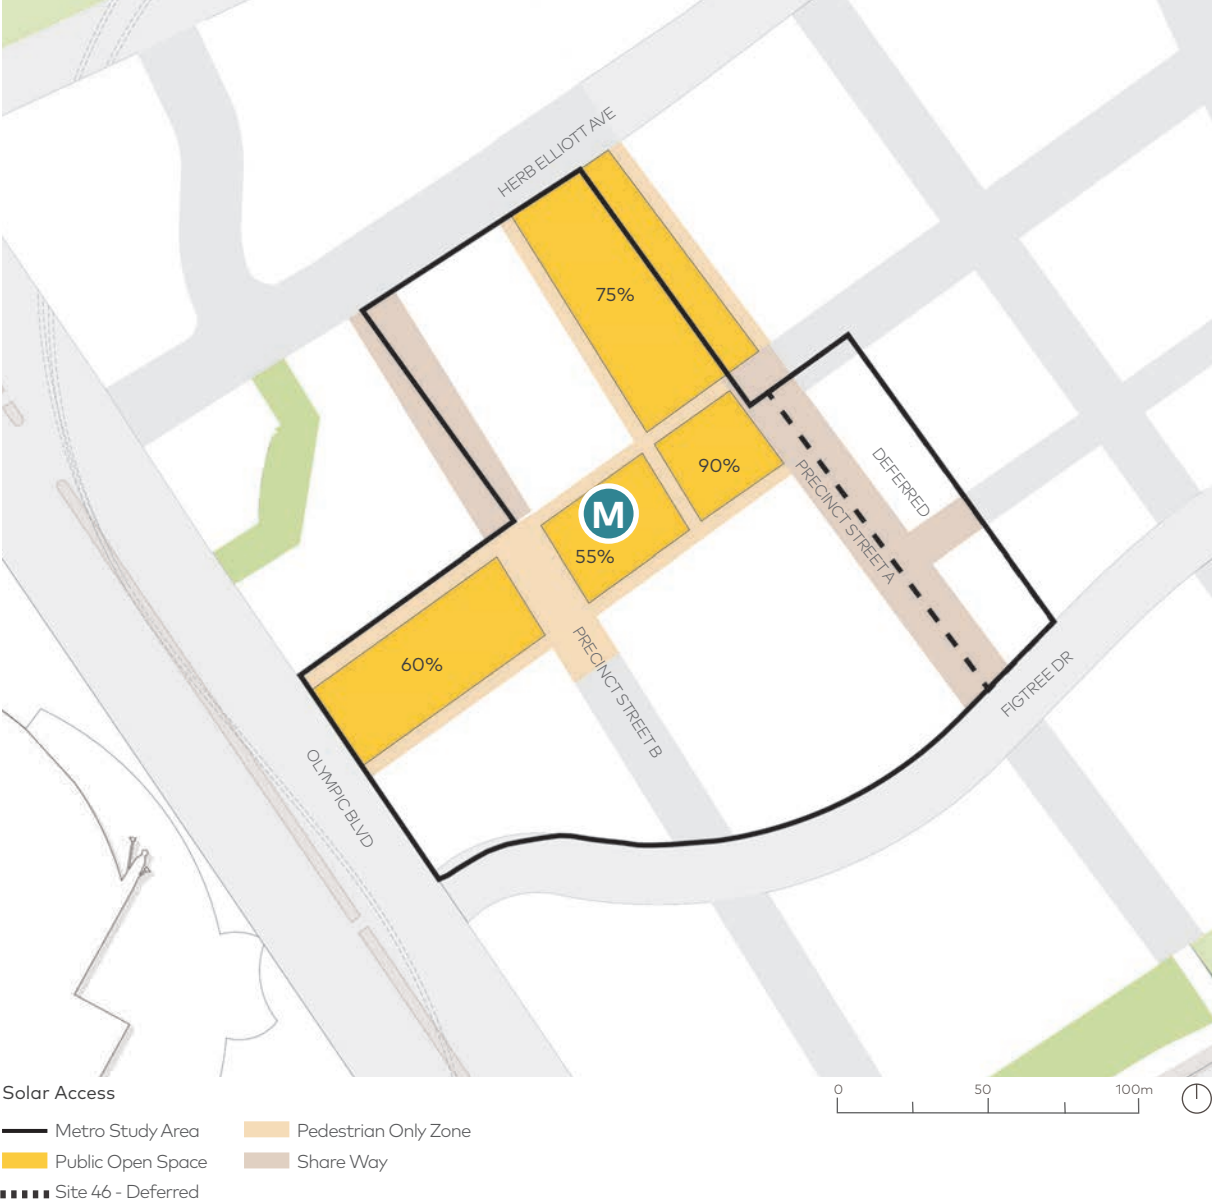 HERB ELLIOTT AVE
75%
DEFERRED
90%
PRECINCT STREET A
M
55%
60%
PRECINCT STREET B
FIGTREE DR
OLYMPIC BLVD
Solar Access
0 50 100m
Metro Study Area
Pedestrian Only Zone
Public Open Space
Share Way
Site 46 - Deferred